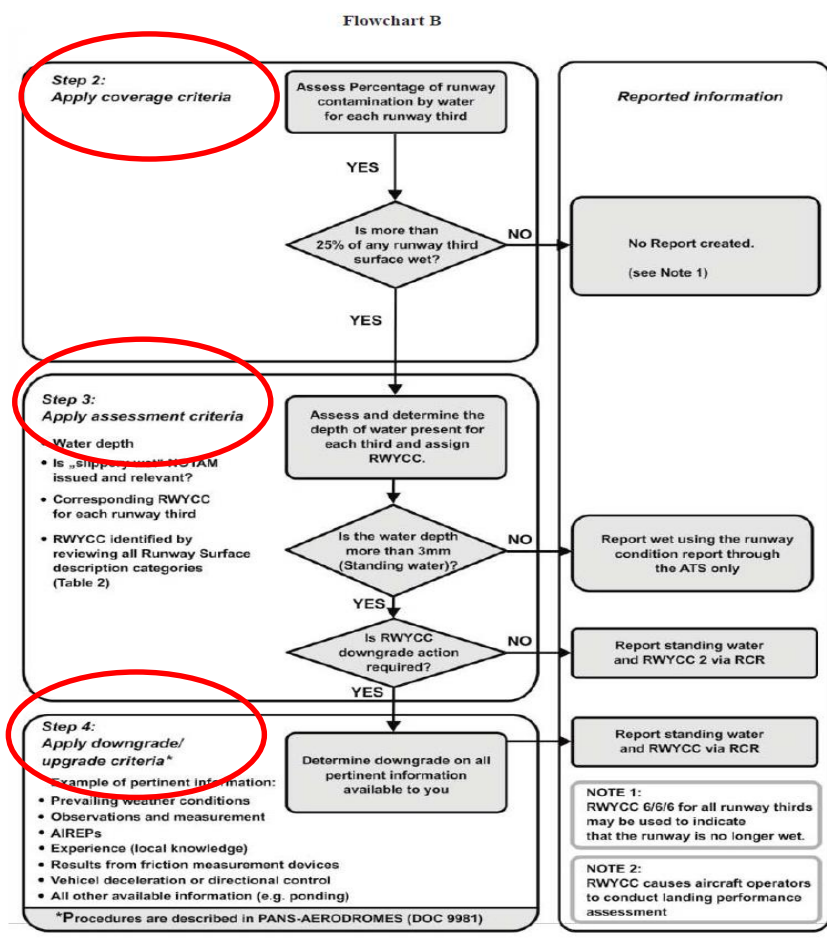 Flowchart B
Step 2:
Apply coverage criteria
Assess Percentage of runway
contamination by water
for each runway third
YES
Is more than
25% of any runway third
surface wet?
NO
YES
Step 3:
Apply assessment criteria
• Water depth
• Is „slippery wet" NOTAM
issued and relevant?
• Corresponding RWYCC
for each runway third
• RWYCC identified by
reviewing all Runway Surface
description categories
(Table 2)
Assess and determine the
depth of water present for
each third and assign
RWYCC.
Is the water depth
more than 3mm
(Standing water)?
NO
YES
Is RWYCC
downgrade action
required?
NO
YES
Step 4:
Apply downgrade/
upgrade criteria*
Example of pertinent information:
• Prevailing weather conditions
• Observations and measurement
• AIREPs
• Experience (local knowledge)
• Results from friction measurement devices
• Vehicel deceleration or directional control
• All other available information (e.g. ponding)
Determine downgrade on all
pertinent information
available to you
*Procedures are described in PANS-AERODROMES (DOC 9981)
Reported information
No Report created.
(see Note 1)
Report wet using the runway
condition report through
the ATS only
Report standing water
and RWYCC 2 via RCR
Report standing water
and RWYCC via RCR
NOTE 1:
RWYCC 6/6/6 for all runway thirds
may be used to indicate
that the runway is no longer wet.
NOTE 2:
RWYCC causes aircraft operators
to conduct landing performance
assessment